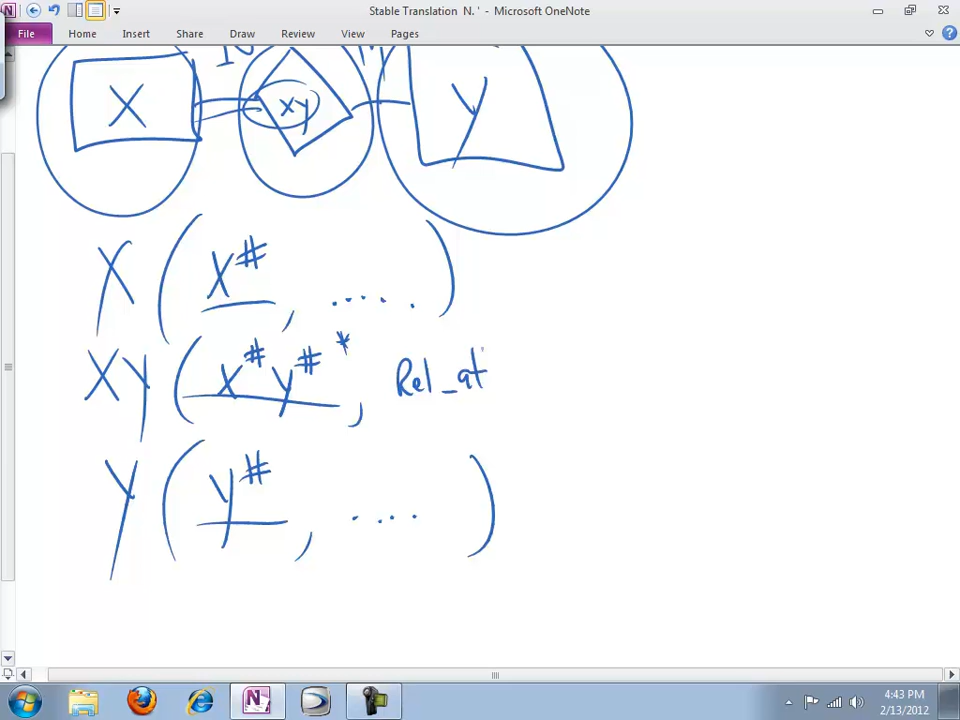 Stable Translation N.' - Microsoft OneNote
File Home Insert Share Draw Review View Pages
X xy y
X ( X# , ..... )
XY ( X# y# * , Rel_at
Y ( y# , .... )
4:43 PM
2/13/2012